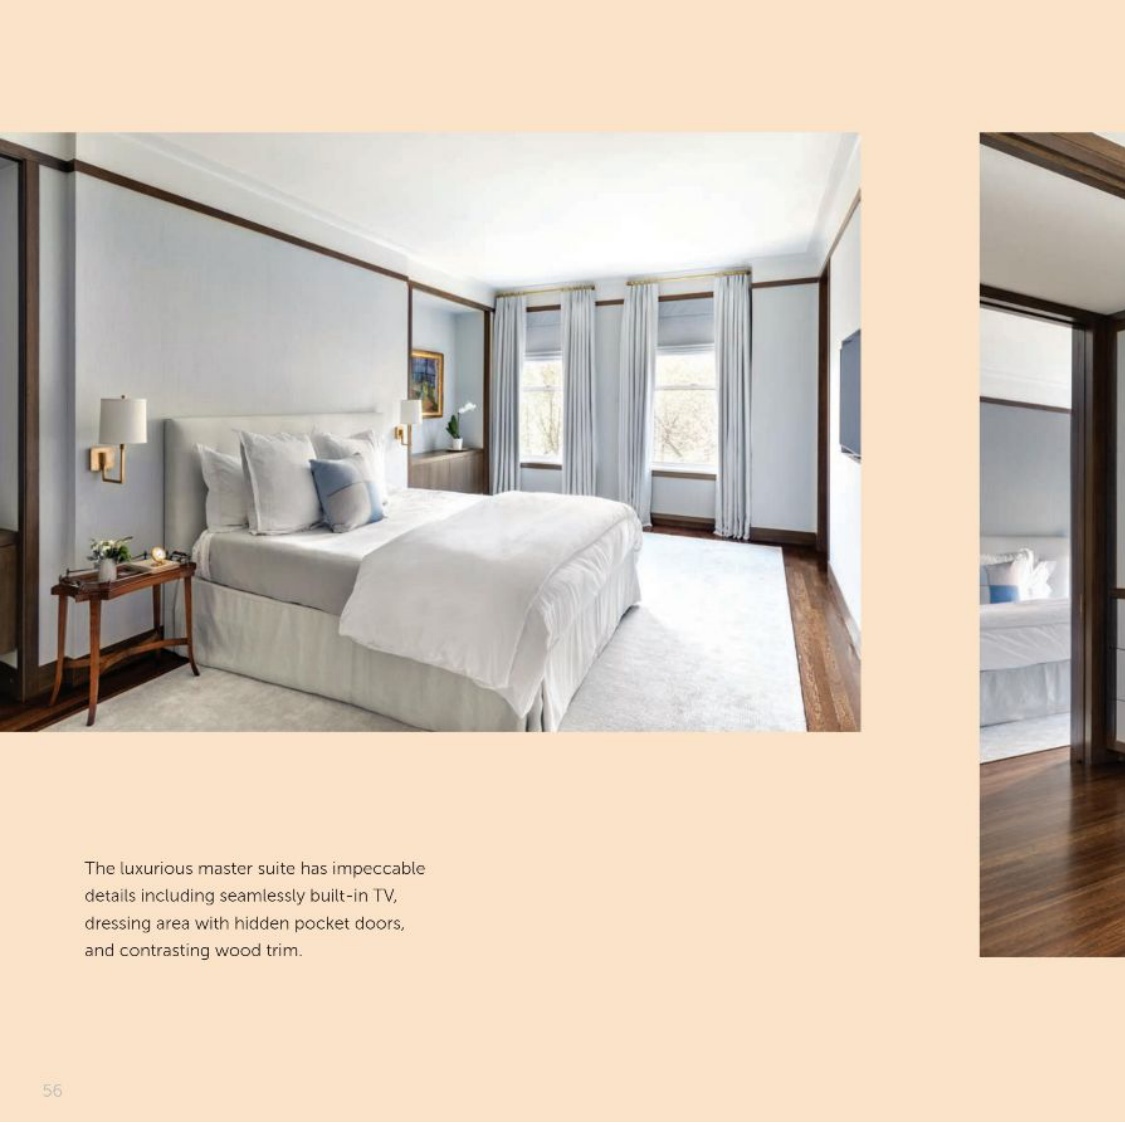 The luxurious master suite has impeccable
details including seamlessly built-in TV,
dressing area with hidden pocket doors,
and contrasting wood trim.
56